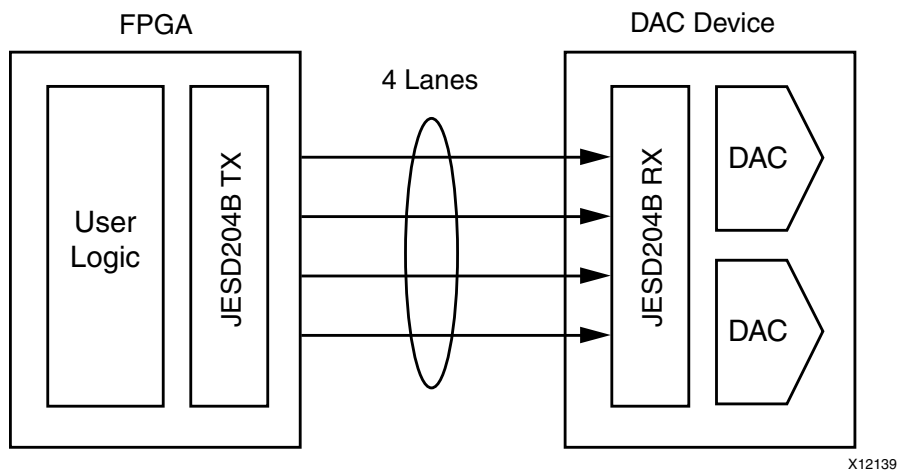 FPGA
DAC Device
4 Lanes
User
Logic
JESD204B TX
JESD204B RX
DAC
DAC
X12139